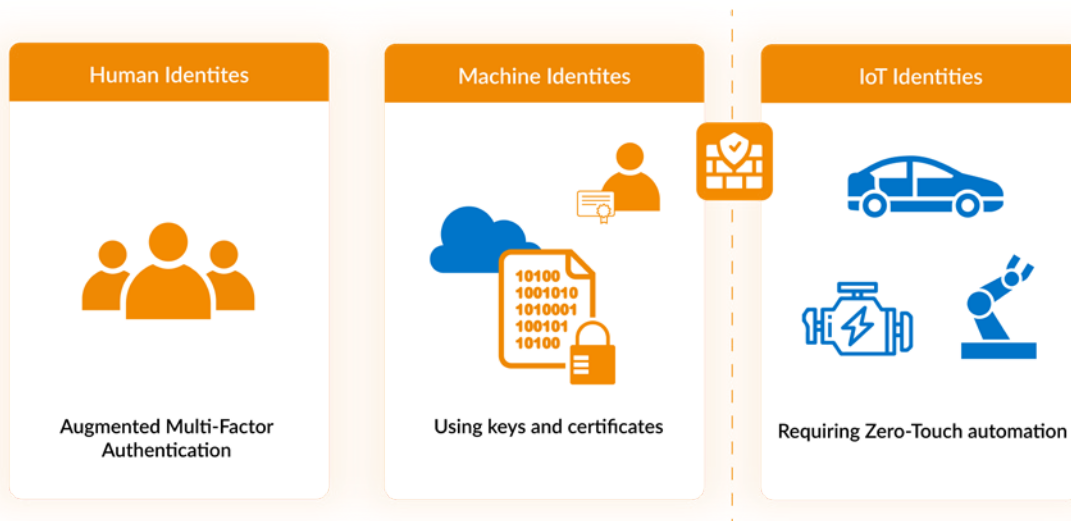 Human Identites
Machine Identites
IoT Identities
10100
1001010
1010001
100101
10100
Augmented Multi-Factor
Authentication
Using keys and certificates
Requiring Zero-Touch automation